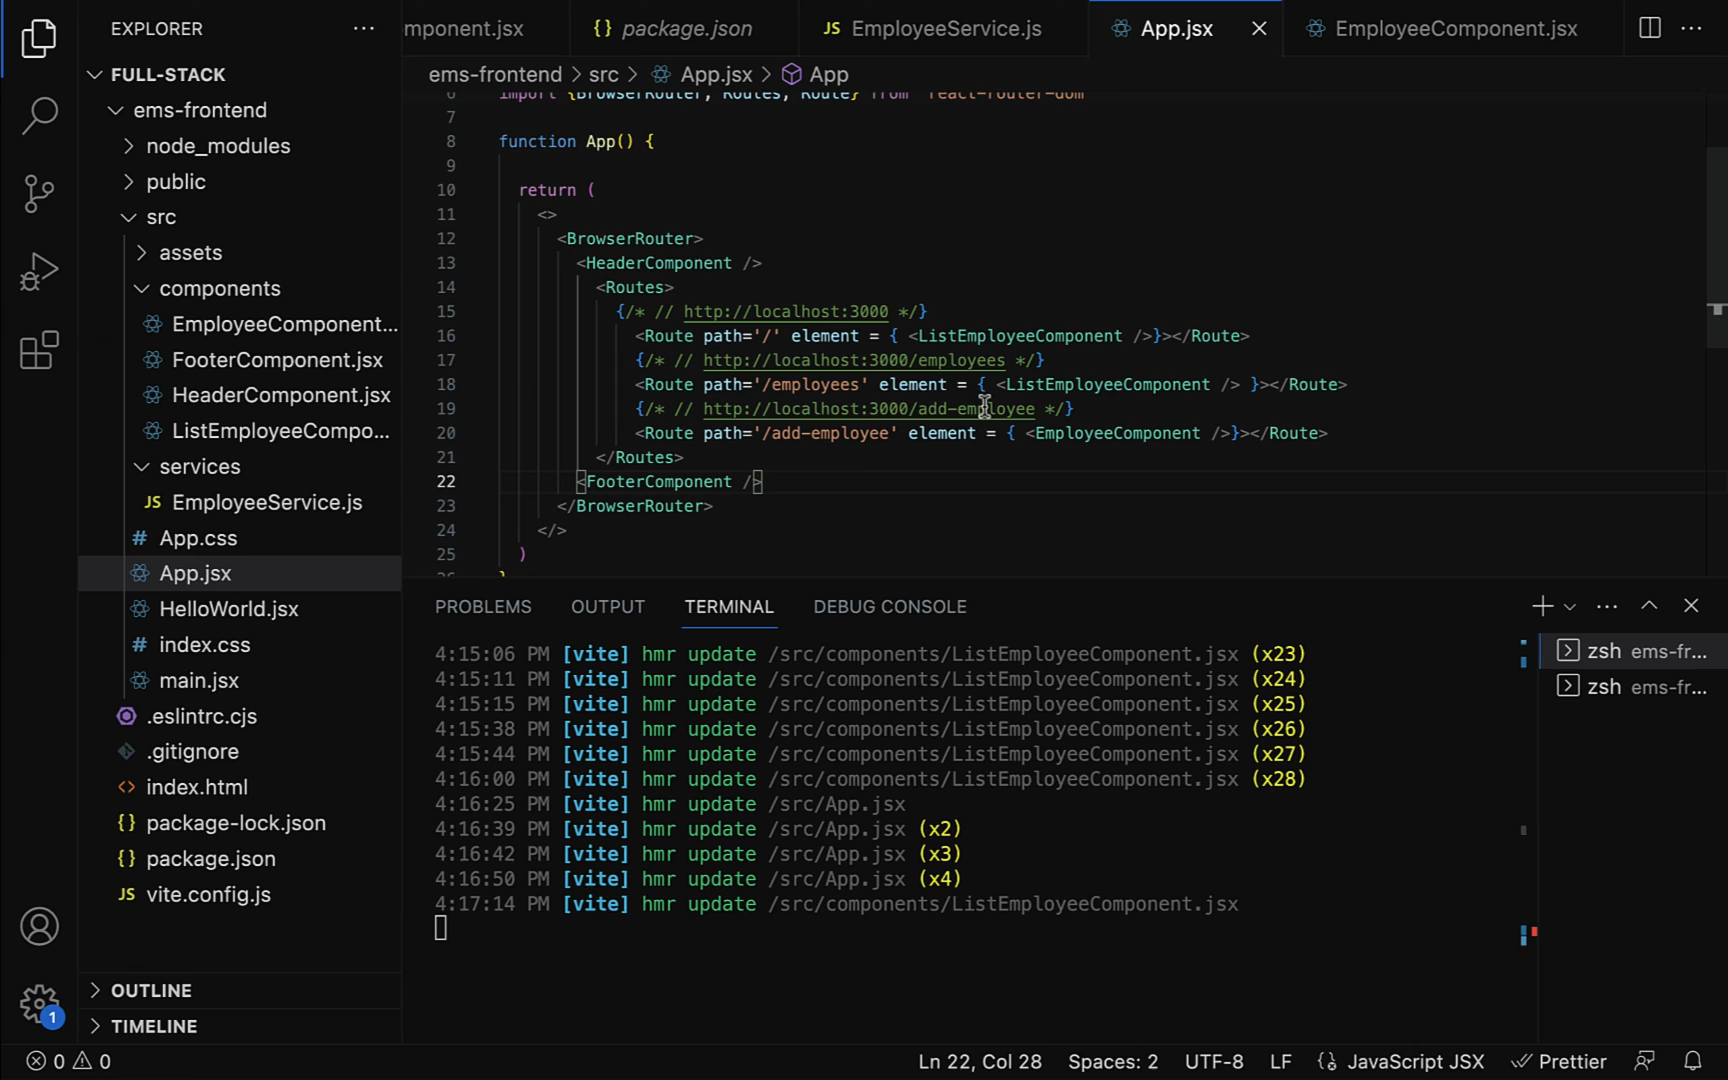 EXPLORER
FULL-STACK
ems-frontend
node_modules
public
src
assets
components
EmployeeComponent...
FooterComponent.jsx
HeaderComponent.jsx
ListEmployeeCompo...
services
JS EmployeeService.js
# App.css
App.jsx
HelloWorld.jsx
# index.css
main.jsx
.eslintrc.cjs
.gitignore
<> index.html
{} package-lock.json
{} package.json
JS vite.config.js
OUTLINE
TIMELINE
1
mponent.jsx
{} package.json
JS EmployeeService.js
App.jsx
EmployeeComponent.jsx
ems-frontend > src > App.jsx > App
6 import {BrowserRouter, Routes, Route} from 'react-router-dom'
7
8 function App() {
9
10 return (
11 <>
12 <BrowserRouter>
13 <HeaderComponent />
14 <Routes>
15 {/* // http://localhost:3000 */}
16 <Route path='/' element = { <ListEmployeeComponent />}></Route>
17 {/* // http://localhost:3000/employees */}
18 <Route path='/employees' element = { <ListEmployeeComponent /> }></Route>
19 {/* // http://localhost:3000/add-employee */}
20 <Route path='/add-employee' element = { <EmployeeComponent />}></Route>
21 </Routes>
22 <FooterComponent />
23 </BrowserRouter>
24 </>
25 )
26 }
PROBLEMS OUTPUT TERMINAL DEBUG CONSOLE
4:15:06 PM [vite] hmr update /src/components/ListEmployeeComponent.jsx (x23)
4:15:11 PM [vite] hmr update /src/components/ListEmployeeComponent.jsx (x24)
4:15:15 PM [vite] hmr update /src/components/ListEmployeeComponent.jsx (x25)
4:15:38 PM [vite] hmr update /src/components/ListEmployeeComponent.jsx (x26)
4:15:44 PM [vite] hmr update /src/components/ListEmployeeComponent.jsx (x27)
4:16:00 PM [vite] hmr update /src/components/ListEmployeeComponent.jsx (x28)
4:16:25 PM [vite] hmr update /src/App.jsx
4:16:39 PM [vite] hmr update /src/App.jsx (x2)
4:16:42 PM [vite] hmr update /src/App.jsx (x3)
4:16:50 PM [vite] hmr update /src/App.jsx (x4)
4:17:14 PM [vite] hmr update /src/components/ListEmployeeComponent.jsx
zsh ems-fr...
zsh ems-fr...
0 0
Ln 22, Col 28 Spaces: 2 UTF-8 LF {} JavaScript JSX Prettier